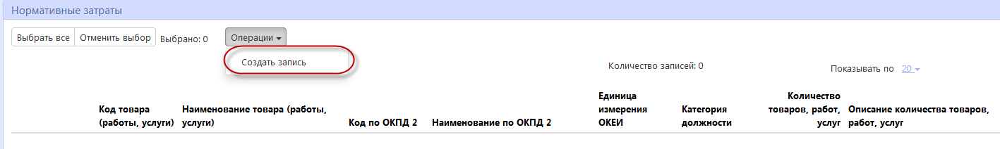 Нормативные затраты
Выбрать все Отменить выбор Выбрано: 0 Операции
Создать запись
Количество записей: 0 Показывать по 20
Код товара (работы, услуги)
Наименование товара (работы, услуги)
Код по ОКПД 2
Наименование по ОКПД 2
Единица измерения ОКЕИ
Категория должности
Количество товаров, работ, услуг
Описание количества товаров, работ, услуг